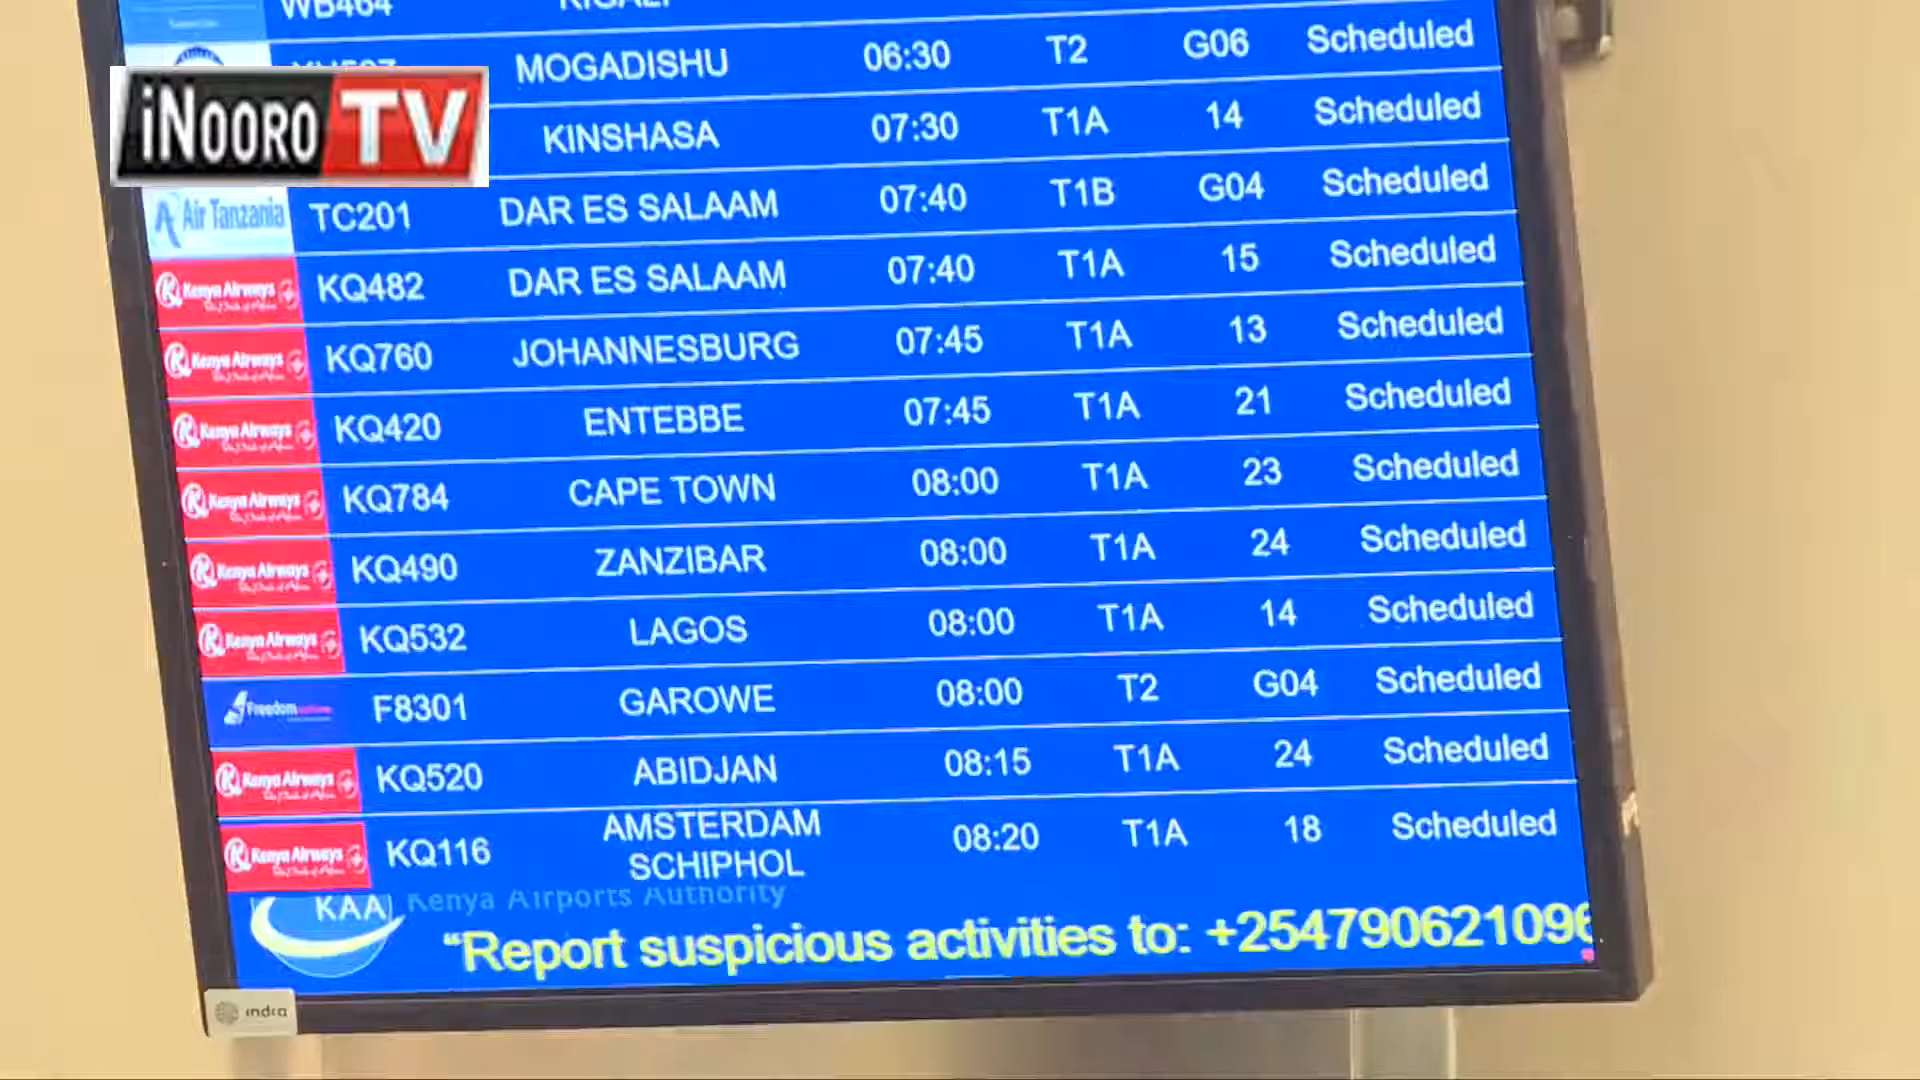 WB464 KIGALI
MOGADISHU 06:30 T2 G06 Scheduled
iNOORO TV
KINSHASA 07:30 T1A 14 Scheduled
Air Tanzania TC201 DAR ES SALAAM 07:40 T1B G04 Scheduled
Kenya Airways KQ482 DAR ES SALAAM 07:40 T1A 15 Scheduled
Kenya Airways KQ760 JOHANNESBURG 07:45 T1A 13 Scheduled
Kenya Airways KQ420 ENTEBBE 07:45 T1A 21 Scheduled
Kenya Airways KQ784 CAPE TOWN 08:00 T1A 23 Scheduled
Kenya Airways KQ490 ZANZIBAR 08:00 T1A 24 Scheduled
Kenya Airways KQ532 LAGOS 08:00 T1A 14 Scheduled
Freedom F8301 GAROWE 08:00 T2 G04 Scheduled
Kenya Airways KQ520 ABIDJAN 08:15 T1A 24 Scheduled
Kenya Airways KQ116 AMSTERDAM SCHIPHOL 08:20 T1A 18 Scheduled
KAA Kenya Airports Authority
“Report suspicious activities to: +254790621096
indra